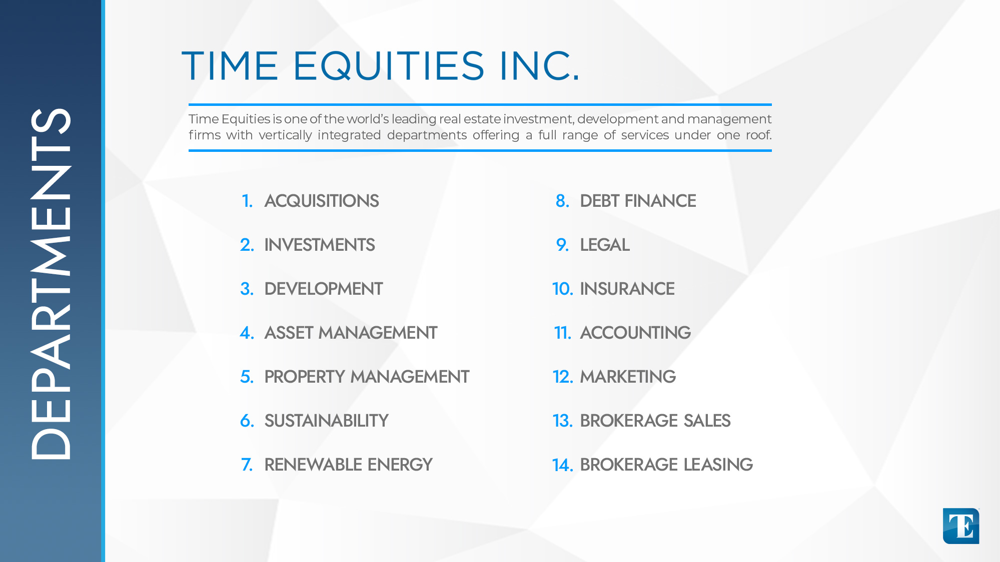 DEPARTMENTS
TIME EQUITIES INC.
Time Equities is one of the world’s leading real estate investment, development and management
firms with vertically integrated departments offering a full range of services under one roof.
1. ACQUISITIONS
2. INVESTMENTS
3. DEVELOPMENT
4. ASSET MANAGEMENT
5. PROPERTY MANAGEMENT
6. SUSTAINABILITY
7. RENEWABLE ENERGY
8. DEBT FINANCE
9. LEGAL
10. INSURANCE
11. ACCOUNTING
12. MARKETING
13. BROKERAGE SALES
14. BROKERAGE LEASING
TE